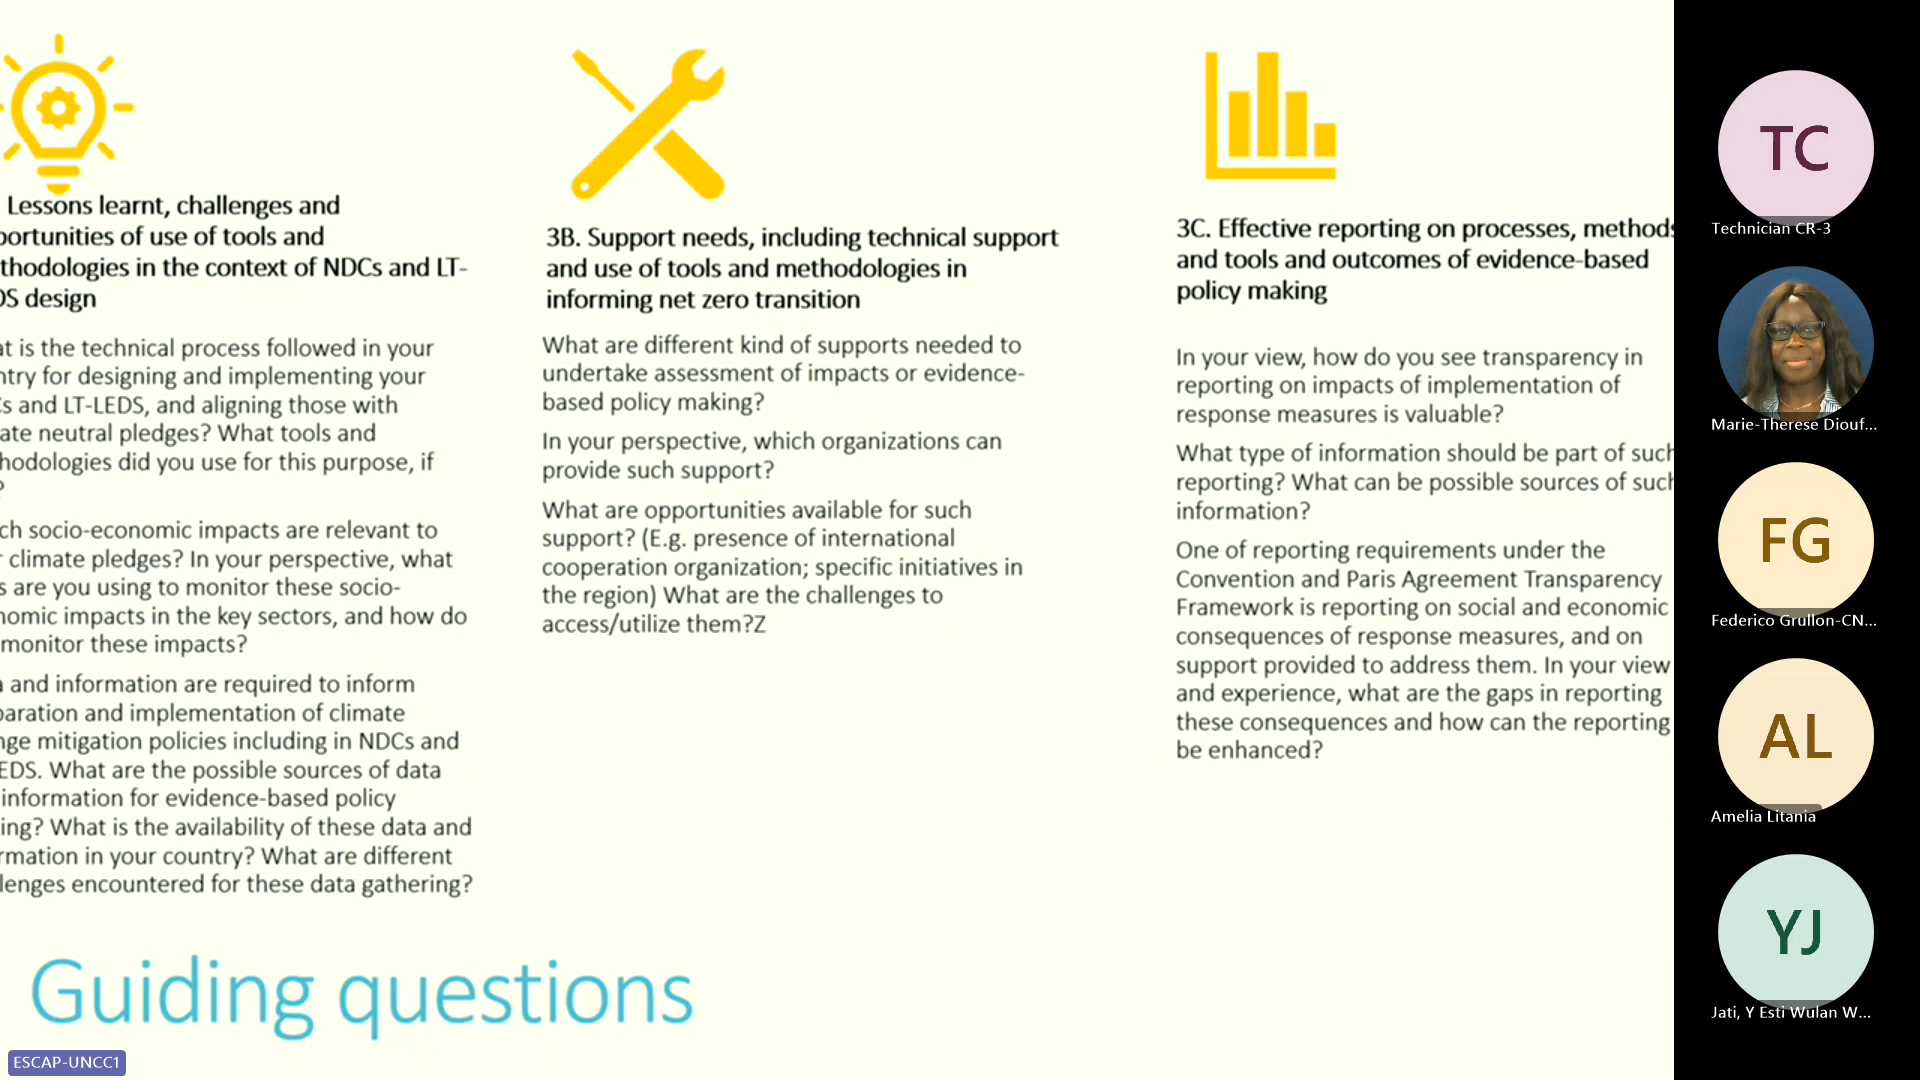 Lessons learnt, challenges and
portunities of use of tools and
thodologies in the context of NDCs and LT-
DS design
at is the technical process followed in your
ntry for designing and implementing your
s and LT-LEDS, and aligning those with
ate neutral pledges? What tools and
hodologies did you use for this purpose, if
?
ch socio-economic impacts are relevant to
r climate pledges? In your perspective, what
s are you using to monitor these socio-
nomic impacts in the key sectors, and how do
monitor these impacts?
a and information are required to inform
paration and implementation of climate
nge mitigation policies including in NDCs and
EDS. What are the possible sources of data
information for evidence-based policy
ing? What is the availability of these data and
rmation in your country? What are different
lenges encountered for these data gathering?
3B. Support needs, including technical support
and use of tools and methodologies in
informing net zero transition
What are different kind of supports needed to
undertake assessment of impacts or evidence-
based policy making?
In your perspective, which organizations can
provide such support?
What are opportunities available for such
support? (E.g. presence of international
cooperation organization; specific initiatives in
the region) What are the challenges to
access/utilize them?Z
3C. Effective reporting on processes, methods
and tools and outcomes of evidence-based
policy making
In your view, how do you see transparency in
reporting on impacts of implementation of
response measures is valuable?
What type of information should be part of such
reporting? What can be possible sources of such
information?
One of reporting requirements under the
Convention and Paris Agreement Transparency
Framework is reporting on social and economic
consequences of response measures, and on
support provided to address them. In your view
and experience, what are the gaps in reporting
these consequences and how can the reporting
be enhanced?
Guiding questions
ESCAP-UNCC1
TC
Technician CR-3
Marie-Therese Diouf...
FG
Federico Grullon-CN...
AL
Amelia Litania
YJ
Jati, Y Esti Wulan W...